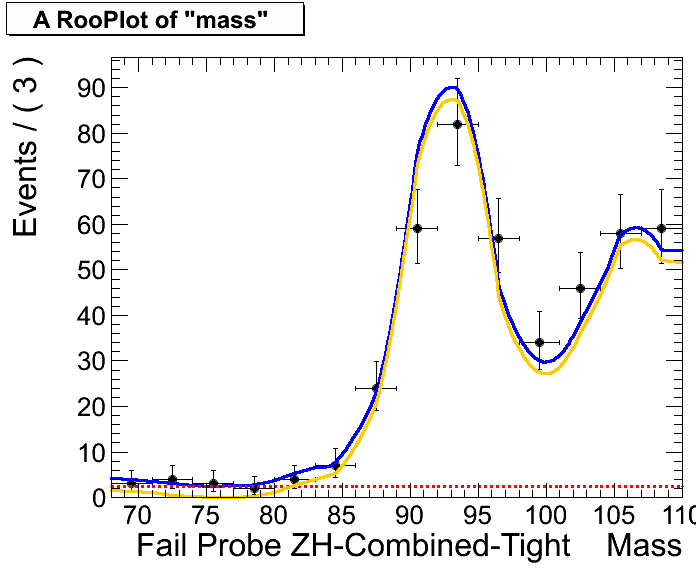 A RooPlot of "mass"
Events / ( 3 )
90
80
70
60
50
40
30
20
10
0
70 75 80 85 90 95 100 105 110
Fail Probe ZH-Combined-Tight Mass